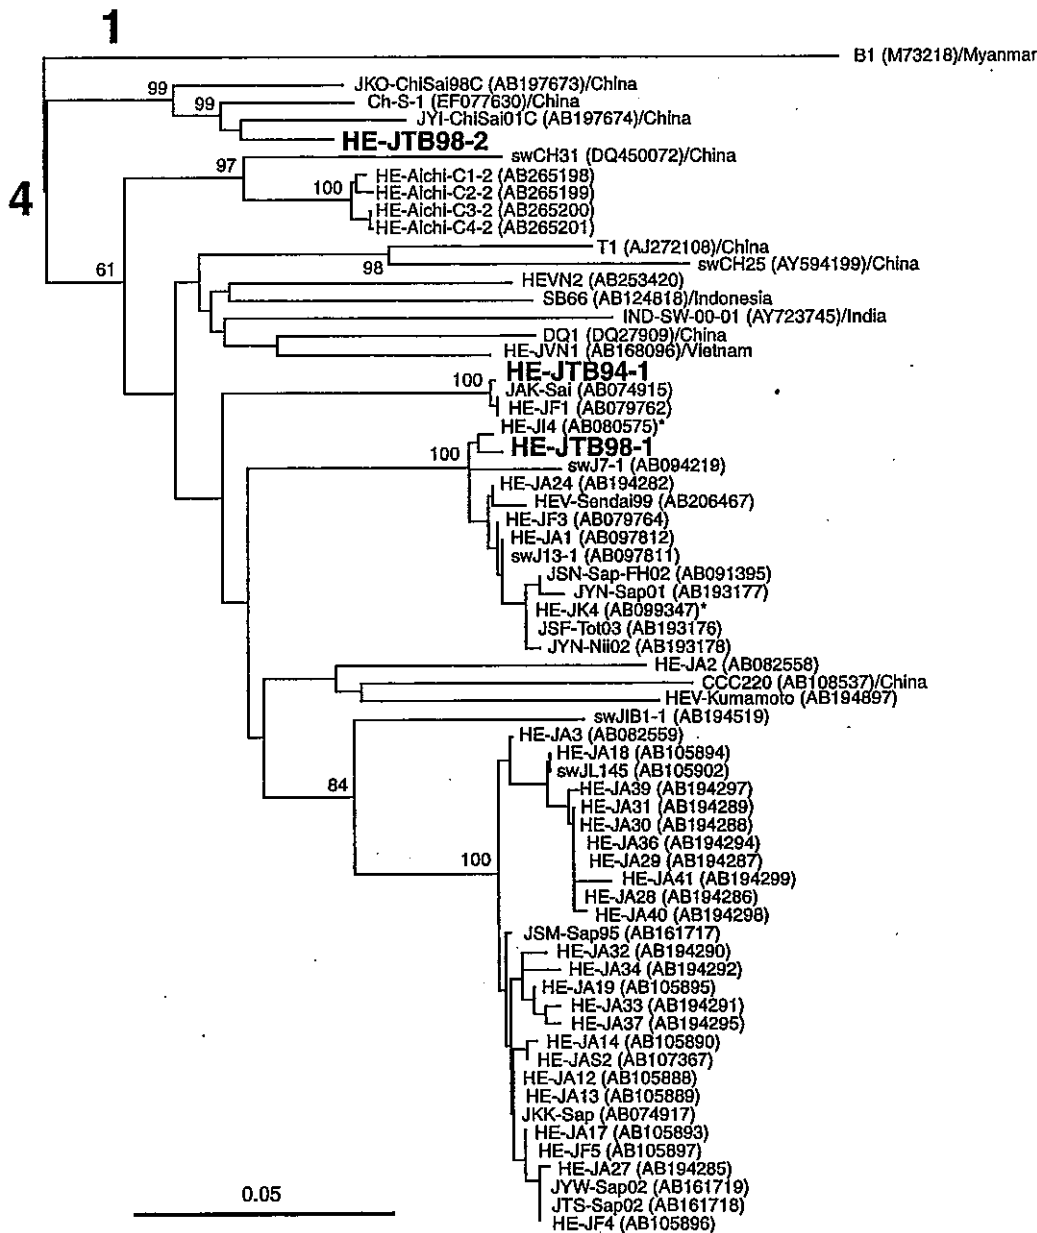 1
B1 (M73218)/Myanmar
99
JKO-ChiSai98C (AB197673)/China
99
Ch-S-1 (EF077630)/China
JYI-ChiSai01C (AB197674)/China
HE-JTB98-2
97
swCH31 (DQ450072)/China
HE-Aichi-C1-2 (AB265198)
100
HE-Aichi-C2-2 (AB265199)
4
HE-Aichi-C3-2 (AB265200)
HE-Aichi-C4-2 (AB265201)
T1 (AJ272108)/China
61
98
swCH25 (AY594199)/China
HEVN2 (AB253420)
SB66 (AB124818)/Indonesia
IND-SW-00-01 (AY723745)/India
DQ1 (DQ27909)/China
HE-JVN1 (AB168096)/Vietnam
HE-JTB94-1
100
JAK-Sai (AB074915)
HE-JF1 (AB079762)
HE-JI4 (AB080575)*
HE-JTB98-1
100
swJ7-1 (AB094219)
HE-JA24 (AB194282)
HEV-Sendai99 (AB206467)
HE-JF3 (AB079764)
HE-JA1 (AB097812)
swJ13-1 (AB097811)
JSN-Sap-FH02 (AB091395)
JYN-Sap01 (AB193177)
HE-JK4 (AB099347)*
JSF-Tot03 (AB193176)
JYN-Nii02 (AB193178)
HE-JA2 (AB082558)
CCC220 (AB108537)/China
HEV-Kumamoto (AB194897)
swJIB1-1 (AB194519)
HE-JA3 (AB082559)
HE-JA18 (AB105894)
swJL145 (AB105902)
84
HE-JA39 (AB194297)
HE-JA31 (AB194289)
HE-JA30 (AB194288)
HE-JA36 (AB194294)
100
HE-JA29 (AB194287)
HE-JA41 (AB194299)
HE-JA28 (AB194286)
HE-JA40 (AB194298)
JSM-Sap95 (AB161717)
HE-JA32 (AB194290)
HE-JA34 (AB194292)
HE-JA19 (AB105895)
HE-JA33 (AB194291)
HE-JA37 (AB194295)
HE-JA14 (AB105890)
HE-JAS2 (AB107367)
HE-JA12 (AB105888)
HE-JA13 (AB105889)
JKK-Sap (AB074917)
HE-JA17 (AB105893)
HE-JF5 (AB105897)
HE-JA27 (AB194285)
JYW-Sap02 (AB161719)
0.05
JTS-Sap02 (AB161718)
HE-JF4 (AB105896)